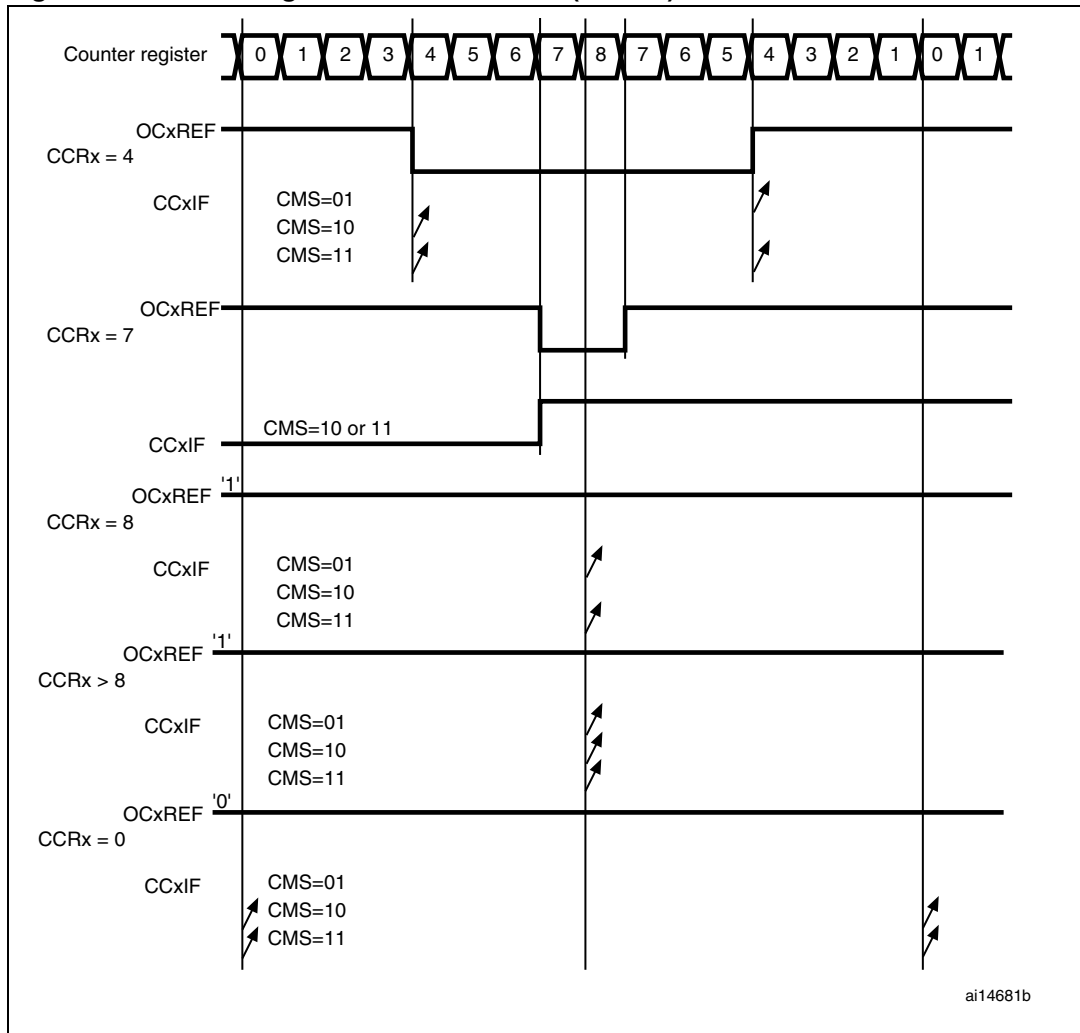 Counter register 0 1 2 3 4 5 6 7 8 7 6 5 4 3 2 1 0 1
OCxREF
CCRx = 4
CCxIF
CMS=01
CMS=10
CMS=11
OCxREF
CCRx = 7
CMS=10 or 11
CCxIF
'1'
OCxREF
CCRx = 8
CCxIF
CMS=01
CMS=10
CMS=11
'1'
OCxREF
CCRx > 8
CCxIF
CMS=01
CMS=10
CMS=11
'0'
OCxREF
CCRx = 0
CCxIF
CMS=01
CMS=10
CMS=11
ai14681b